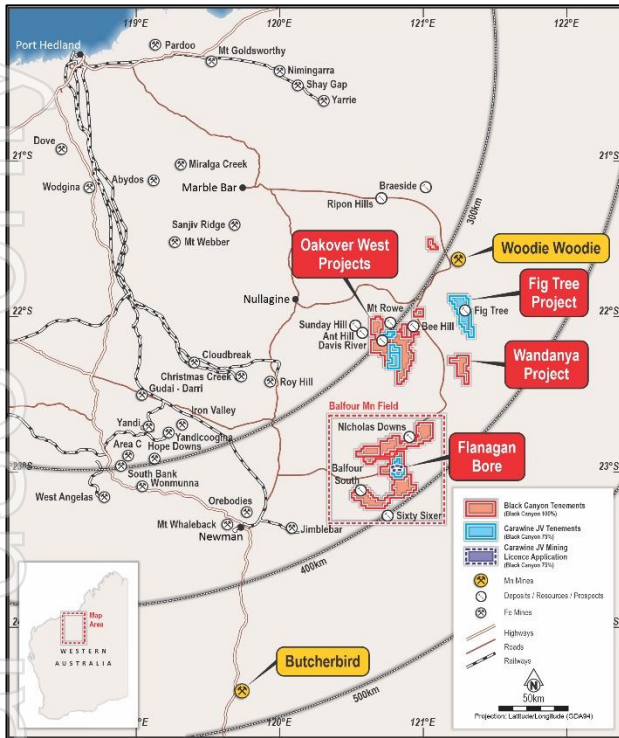 119°E
120°E
121°E
122°E
Port Hedland
Pardoo
Mt Goldsworthy
Nimingarra
Shay Gap
Yarrie
Dove
21°S
21°S
Miralga Creek
Abydos
Wodgina
Marble Bar
Braeside
Ripon Hills
300km
Sanjiv Ridge
Mt Webber
Oakover West
Projects
Woodie Woodie
Fig Tree
Project
Nullagine
Mt Rowe
Fig Tree
22°S
22°S
Sunday Hill
Ant Hill
Davis River
Bee Hill
Wandanya
Project
Cloudbreak
Christmas Creek
Roy Hill
Gudai - Darri
Iron Valley
Balfour Mn Field
Yandi
Yandicoogina
Nicholas Downs
Area C
Hope Downs
Flanagan
Bore
23°S
23°S
South Bank
Balfour
South
West Angelas
Wonmunna
Orebodies
Sixty Sixer
Mt Whaleback
Newman
Jimblebar
400km
Black Canyon Tenements
(Black Canyon 100%)
Carawine JV Tenements
(Black Canyon 75%)
Carawine JV Mining
Licence Application
(Black Canyon 75%)
Mn Mines
Deposits / Resources / Prospects
Fe Mines
Highways
Roads
Railways
N
50km
Projection: Latitude/Longitude (GDA94)
Map
Area
WESTERN
AUSTRALIA
24°
Butcherbird
500km
119°E
120°E
121°E